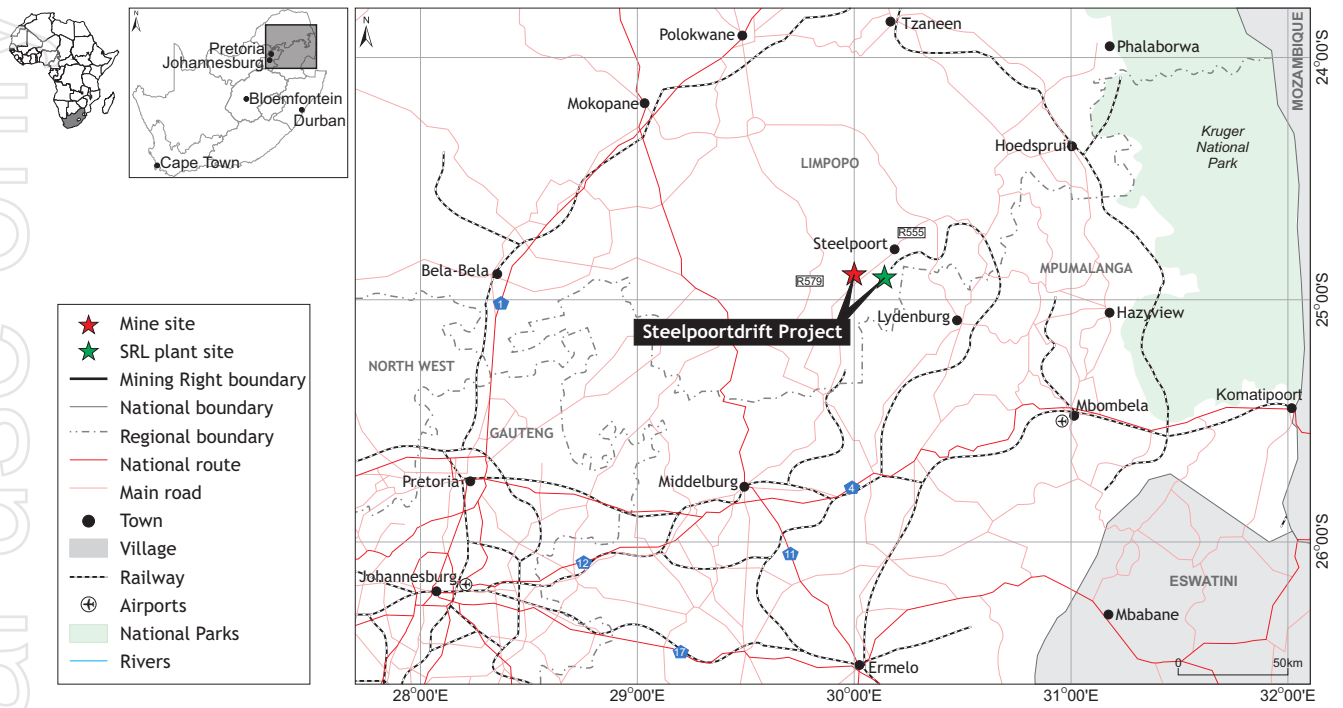 N
Pretoria
Johannesburg
Bloemfontein
Durban
Cape Town
Mine site
SRL plant site
Mining Right boundary
National boundary
Regional boundary
National route
Main road
Town
Village
Railway
Airports
National Parks
Rivers
N
Polokwane
Tzaneen
Phalaborwa
MOZAMBIQUE
24°00'S
Mokopane
Hoedspruit
Kruger
National
Park
LIMPOPO
Steelpoort
R555
Bela-Bela
R579
MPUMALANGA
1
25°00'S
Steelpoortdrift Project
Lydenburg
Hazyview
NORTH WEST
Komatipoort
Mbombela
GAUTENG
Pretoria
Middelburg
4
26°00'S
11
12
Johannesburg
ESWATINI
Mbabane
17
Ermelo
0 50km
28°00'E
29°00'E
30°00'E
31°00'E
32°00'E